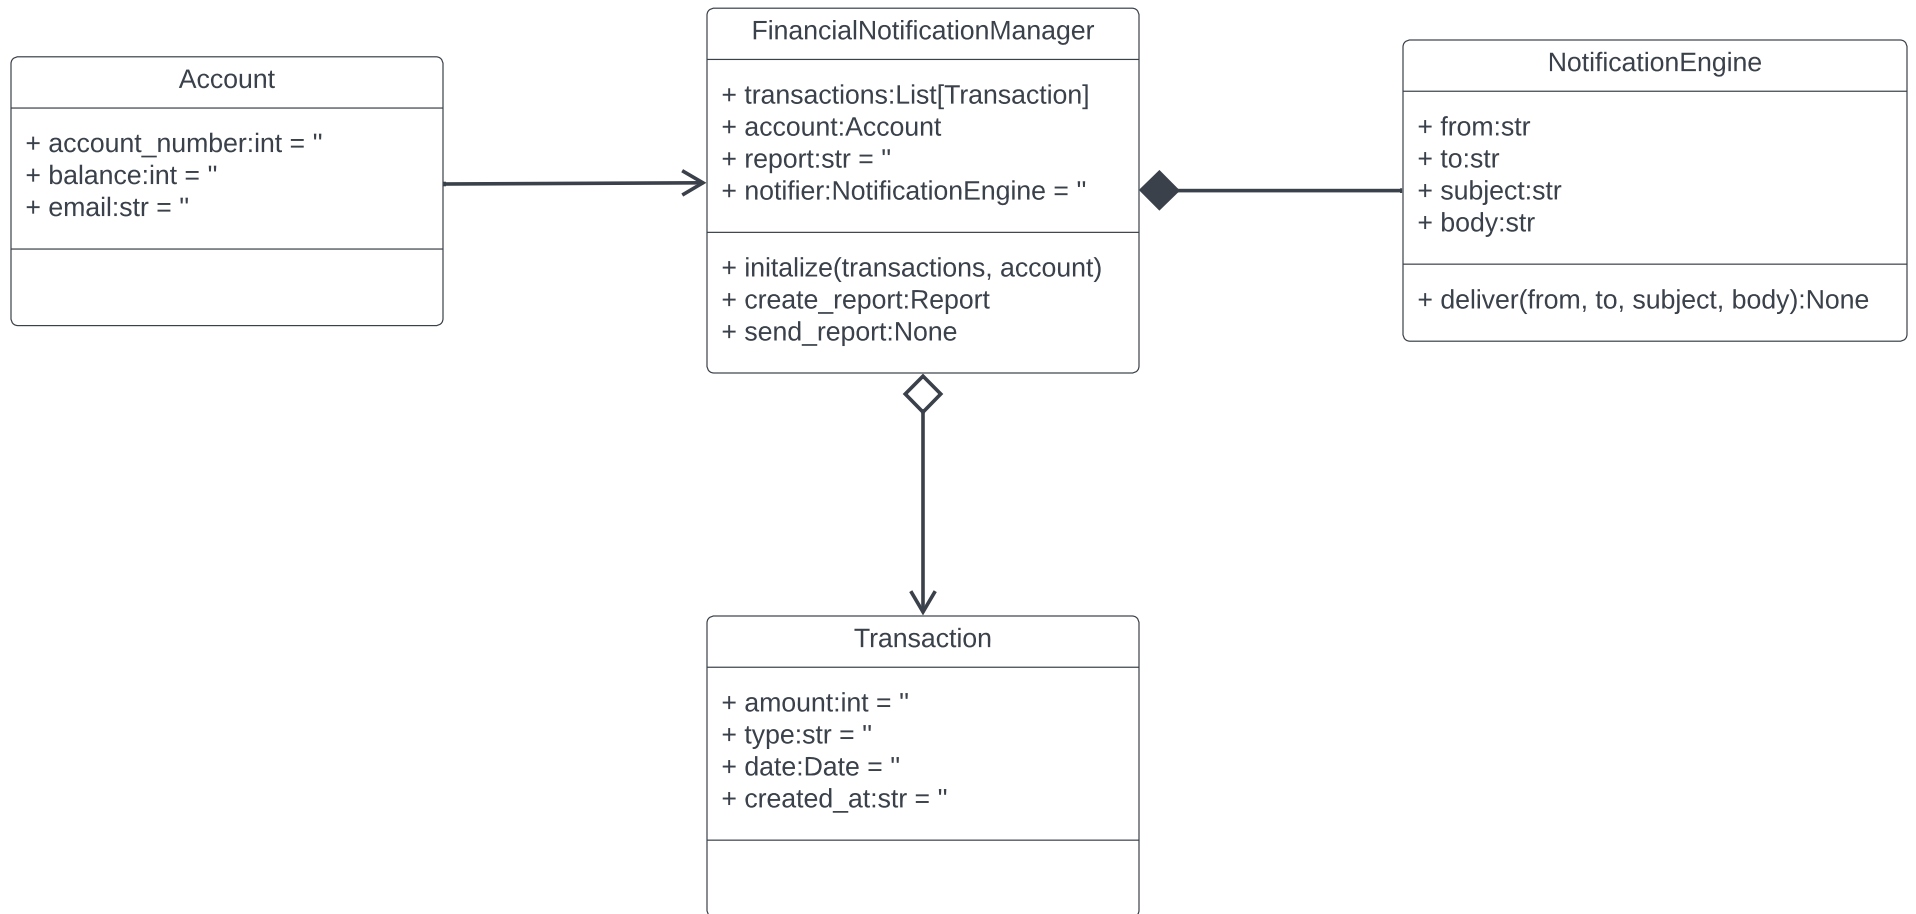 Account
+ account_number:int = ''
+ balance:int = ''
+ email:str = ''
FinancialNotificationManager
+ transactions:List[Transaction]
+ account:Account
+ report:str = ''
+ notifier:NotificationEngine = ''
+ initalize(transactions, account)
+ create_report:Report
+ send_report:None
NotificationEngine
+ from:str
+ to:str
+ subject:str
+ body:str
+ deliver(from, to, subject, body):None
Transaction
+ amount:int = ''
+ type:str = ''
+ date:Date = ''
+ created_at:str = ''